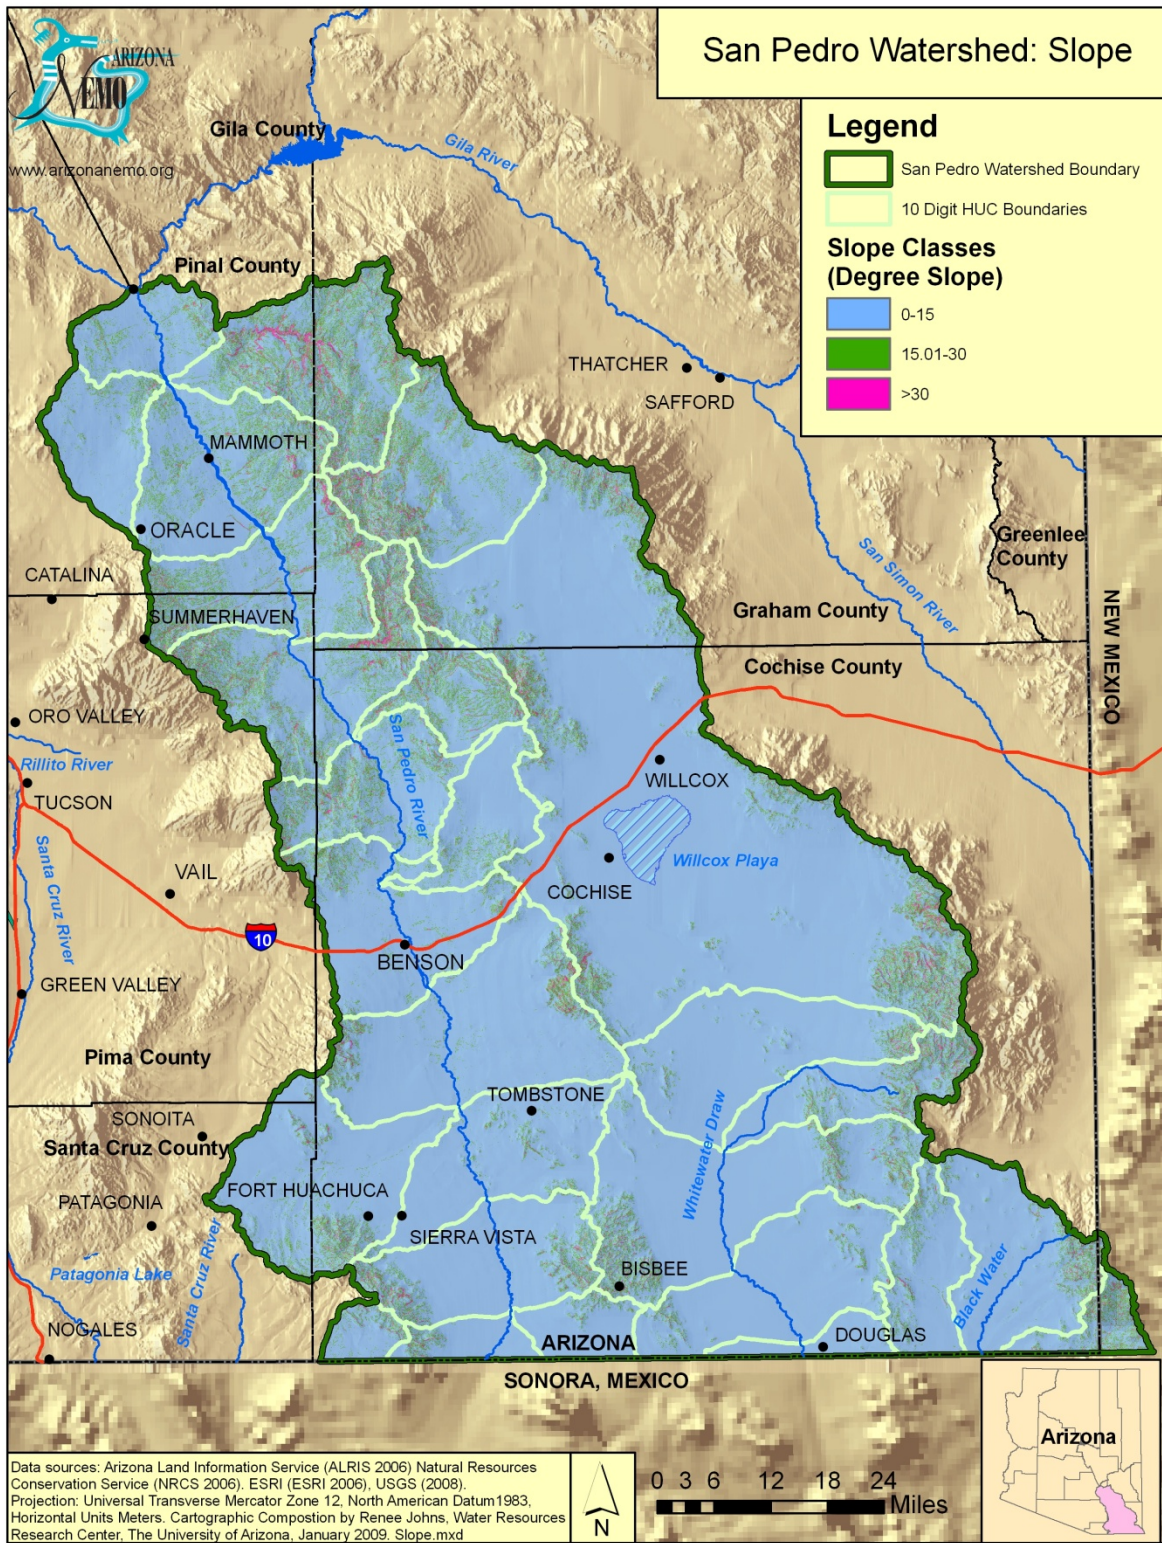 San Pedro Watershed: Slope
ARIZONA
NEMO
www.arizonanemo.org
Legend
San Pedro Watershed Boundary
10 Digit HUC Boundaries
Slope Classes
(Degree Slope)
0-15
15.01-30
>30
Gila County
Gila River
Pinal County
THATCHER
SAFFORD
MAMMOTH
ORACLE
Greenlee
County
San Simon River
CATALINA
SUMMERHAVEN
Graham County
NEW MEXICO
Cochise County
ORO VALLEY
San Pedro River
Rillito River
WILLCOX
TUCSON
Santa Cruz River
VAIL
Willcox Playa
COCHISE
10
BENSON
GREEN VALLEY
Pima County
TOMBSTONE
SONOITA
Santa Cruz County
Whitewater Draw
FORT HUACHUCA
PATAGONIA
SIERRA VISTA
Santa Cruz River
Patagonia Lake
BISBEE
Black Water
NOGALES
ARIZONA
DOUGLAS
SONORA, MEXICO
Arizona
Data sources: Arizona Land Information Service (ALRIS 2006) Natural Resources
Conservation Service (NRCS 2006). ESRI (ESRI 2006), USGS (2008).
Projection: Universal Transverse Mercator Zone 12, North American Datum1983,
Horizontal Units Meters. Cartographic Compostion by Renee Johns, Water Resources
Research Center, The University of Arizona, January 2009. Slope.mxd
N
0 3 6 12 18 24
Miles